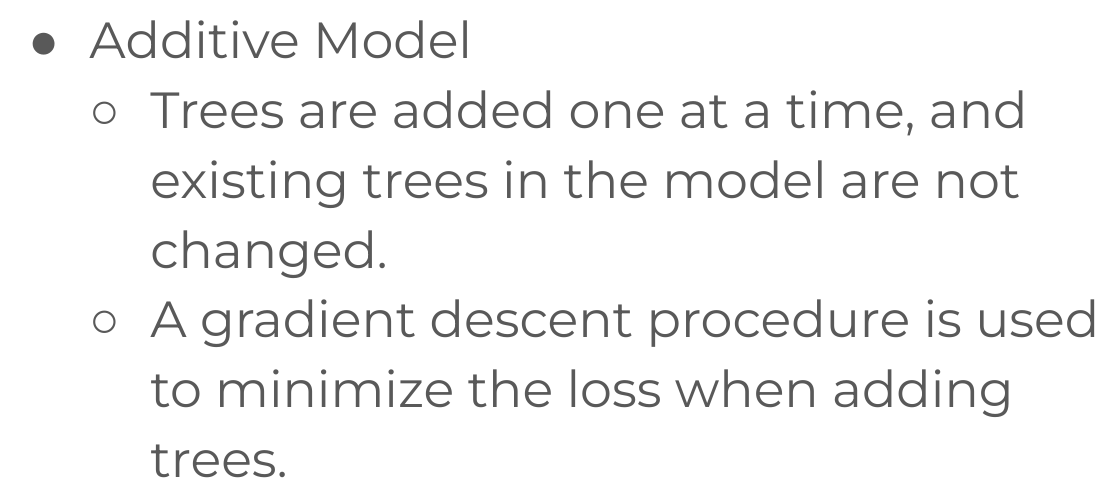 ● Additive Model
○ Trees are added one at a time, and
existing trees in the model are not
changed.
○ A gradient descent procedure is used
to minimize the loss when adding
trees.